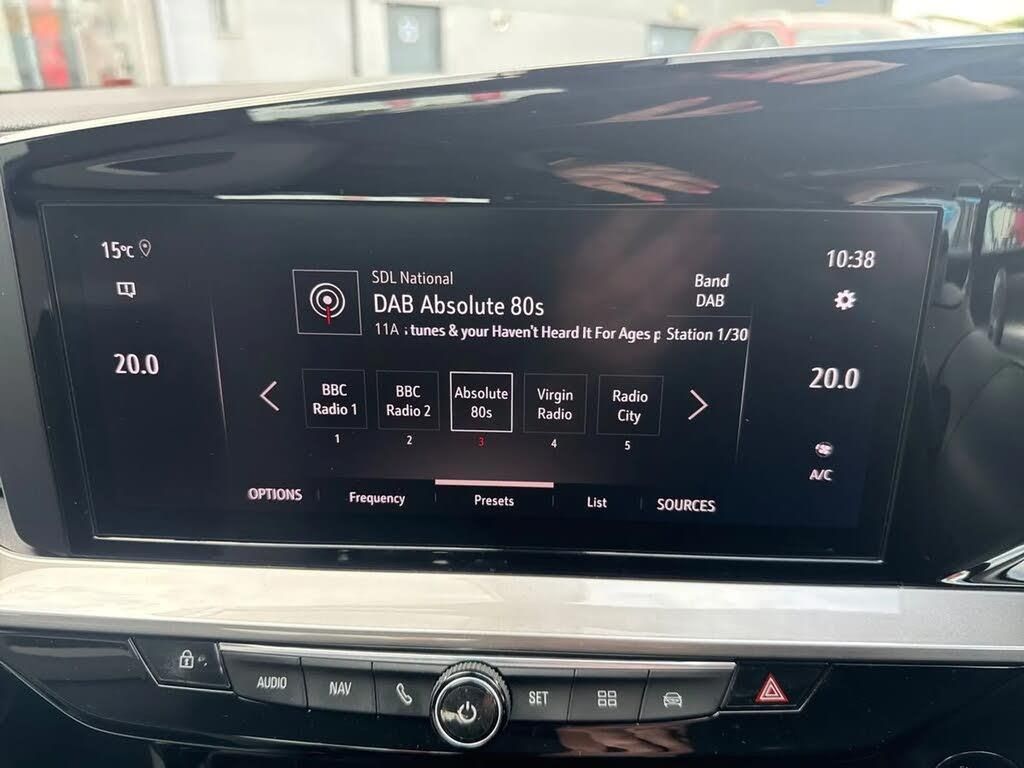 15°C
10:38
SDL National
DAB Absolute 80s
11A ; tunes & your Haven't Heard It For Ages p
Band
DAB
Station 1/30
20.0
20.0
BBC
Radio 1
BBC
Radio 2
Absolute
80s
Virgin
Radio
Radio
City
1
2
3
4
5
A/C
OPTIONS
Frequency
Presets
List
SOURCES
AUDIO
NAV
SET